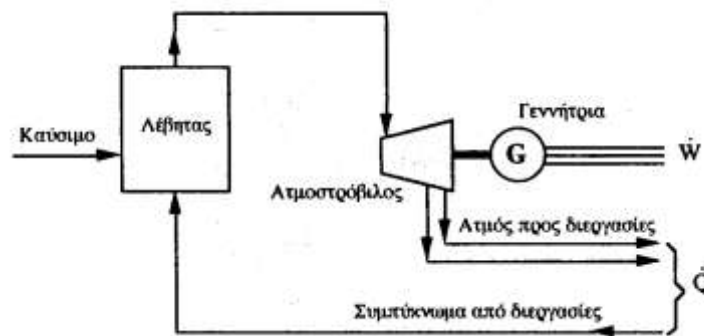 Γεννήτρια
Καύσιμο
Λέβητας
G
Ẇ
Ατμοστρόβιλος
Ατμός προς διεργασίες
Q̇
Συμπύκνωμα από διεργασίες